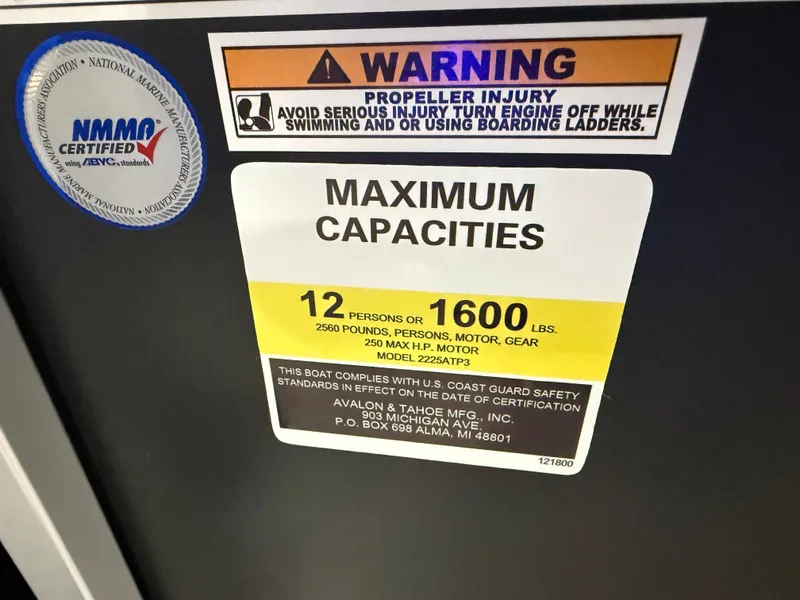 NATIONAL MARINE MANUFACTURERS ASSOCIATION • NATIONAL MARINE MANUFACTURERS ASSOCIATION •
NMMA®
CERTIFIED
using ABYC® standards
WARNING
PROPELLER INJURY
AVOID SERIOUS INJURY TURN ENGINE OFF WHILE
SWIMMING AND OR USING BOARDING LADDERS.
MAXIMUM
CAPACITIES
12 PERSONS OR 1600 LBS.
2560 POUNDS, PERSONS, MOTOR, GEAR
250 MAX H.P. MOTOR
MODEL 2225ATP3
THIS BOAT COMPLIES WITH U.S. COAST GUARD SAFETY
STANDARDS IN EFFECT ON THE DATE OF CERTIFICATION
AVALON & TAHOE MFG., INC.
903 MICHIGAN AVE.
P.O. BOX 698 ALMA, MI 48801
121800